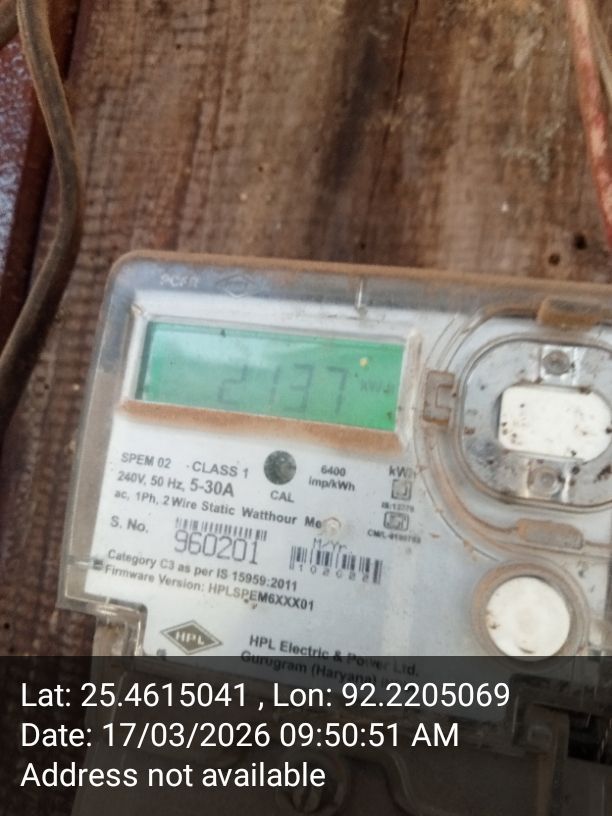 2137 kWh
SPEM 02 CLASS 1
240V, 50 Hz, 5-30A
ac, 1Ph, 2 Wire Static Watthour
CAL
6400
imp/kWh
S. No.
960201
M/Yr.
Category C3 as per IS 15959:2011
Firmware Version: HPLSPEM6XXX01
HPL
HPL Electric & Power Ltd.
Gurugram (Haryana)
Lat: 25.4615041 , Lon: 92.2205069
Date: 17/03/2026 09:50:51 AM
Address not available